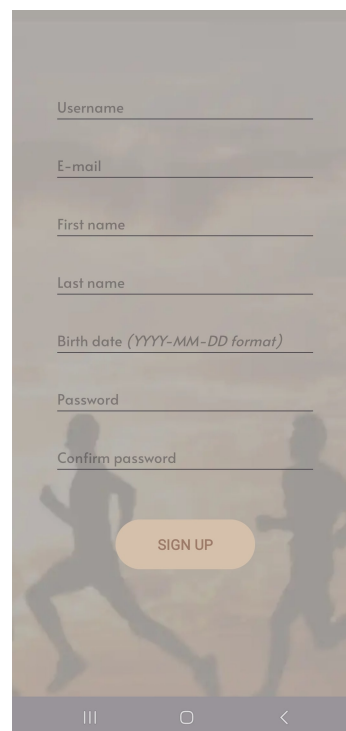 Username
E-mail
First name
Last name
Birth date (YYYY-MM-DD format)
Password
Confirm password
SIGN UP